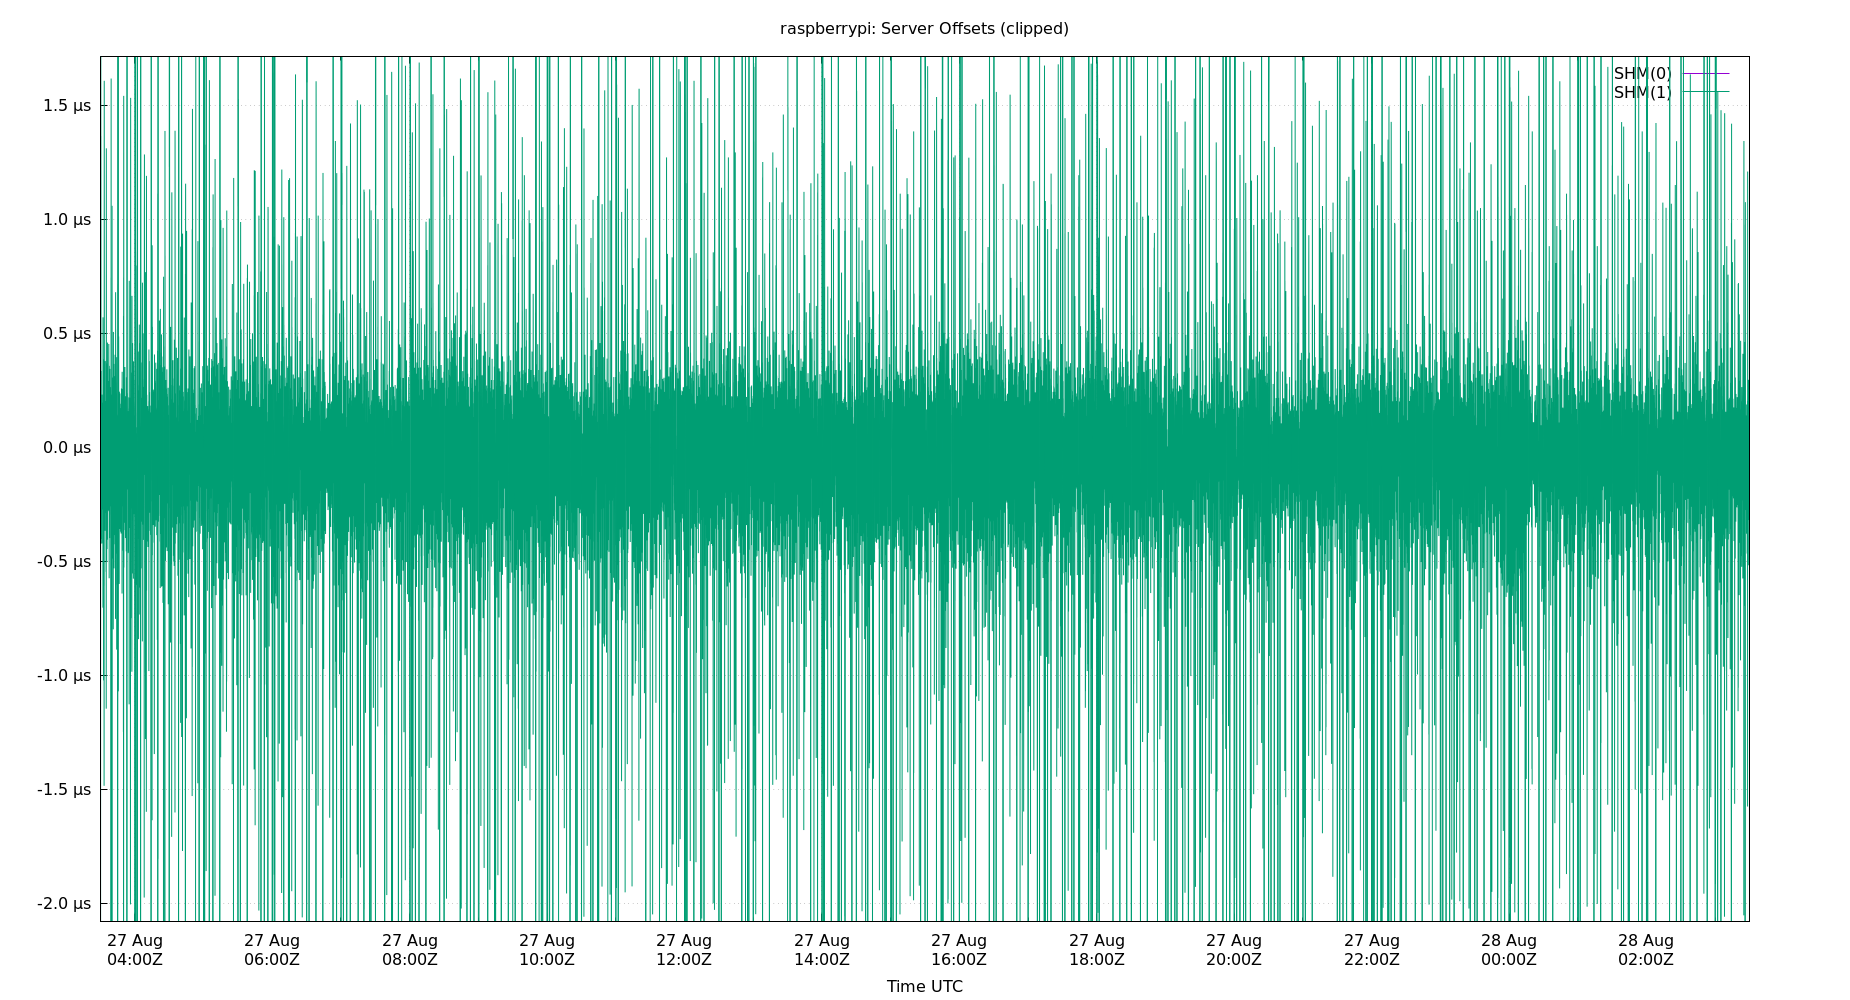 raspberrypi: Server Offsets (clipped)
SHM(0)
SHM(1)
1.5 µs
1.0 µs
0.5 µs
0.0 µs
-0.5 µs
-1.0 µs
-1.5 µs
-2.0 µs
27 Aug 27 Aug 27 Aug 27 Aug 27 Aug 27 Aug 27 Aug 27 Aug 27 Aug 27 Aug 28 Aug 28 Aug
04:00Z 06:00Z 08:00Z 10:00Z 12:00Z 14:00Z 16:00Z 18:00Z 20:00Z 22:00Z 00:00Z 02:00Z
Time UTC